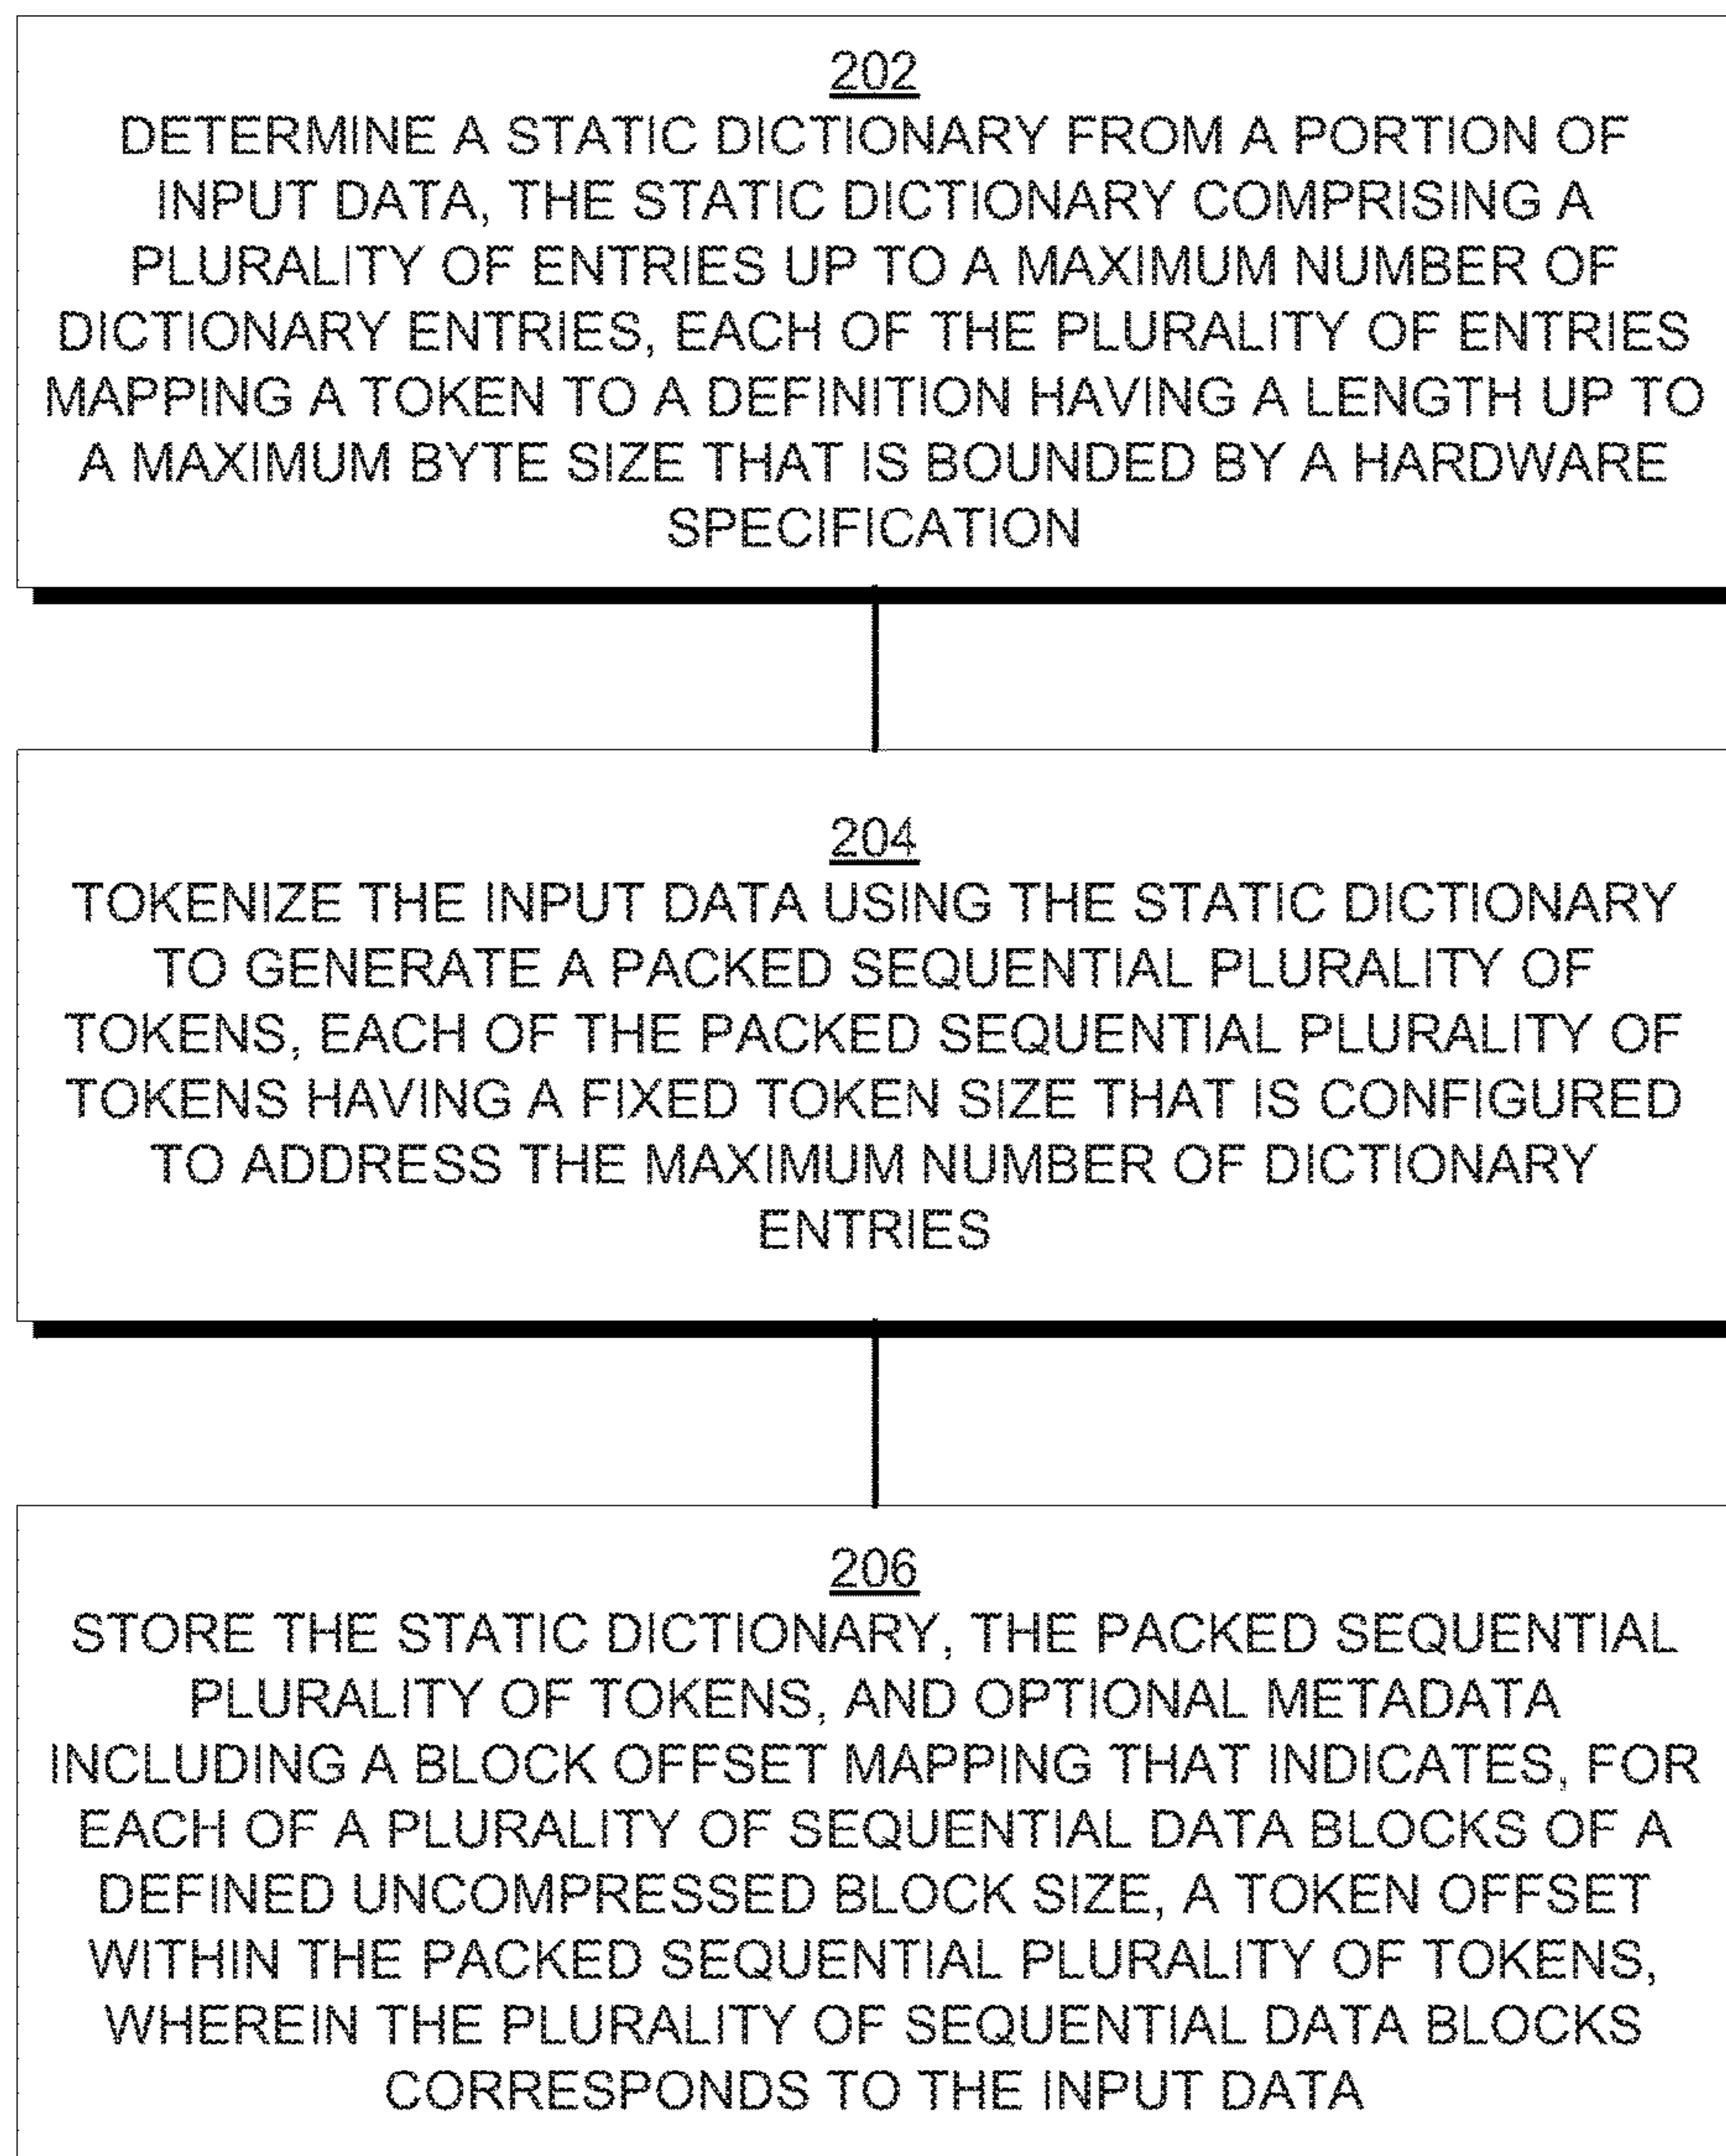 202
DETERMINE A STATIC DICTIONARY FROM A PORTION OF
INPUT DATA, THE STATIC DICTIONARY COMPRISING A
PLURALITY OF ENTRIES UP TO A MAXIMUM NUMBER OF
DICTIONARY ENTRIES, EACH OF THE PLURALITY OF ENTRIES
MAPPING A TOKEN TO A DEFINITION HAVING A LENGTH UP TO
A MAXIMUM BYTE SIZE THAT IS BOUNDED BY A HARDWARE
SPECIFICATION
204
TOKENIZE THE INPUT DATA USING THE STATIC DICTIONARY
TO GENERATE A PACKED SEQUENTIAL PLURALITY OF
TOKENS, EACH OF THE PACKED SEQUENTIAL PLURALITY OF
TOKENS HAVING A FIXED TOKEN SIZE THAT IS CONFIGURED
TO ADDRESS THE MAXIMUM NUMBER OF DICTIONARY
ENTRIES
206
STORE THE STATIC DICTIONARY, THE PACKED SEQUENTIAL
PLURALITY OF TOKENS, AND OPTIONAL METADATA
INCLUDING A BLOCK OFFSET MAPPING THAT INDICATES, FOR
EACH OF A PLURALITY OF SEQUENTIAL DATA BLOCKS OF A
DEFINED UNCOMPRESSED BLOCK SIZE, A TOKEN OFFSET
WITHIN THE PACKED SEQUENTIAL PLURALITY OF TOKENS,
WHEREIN THE PLURALITY OF SEQUENTIAL DATA BLOCKS
CORRESPONDS TO THE INPUT DATA